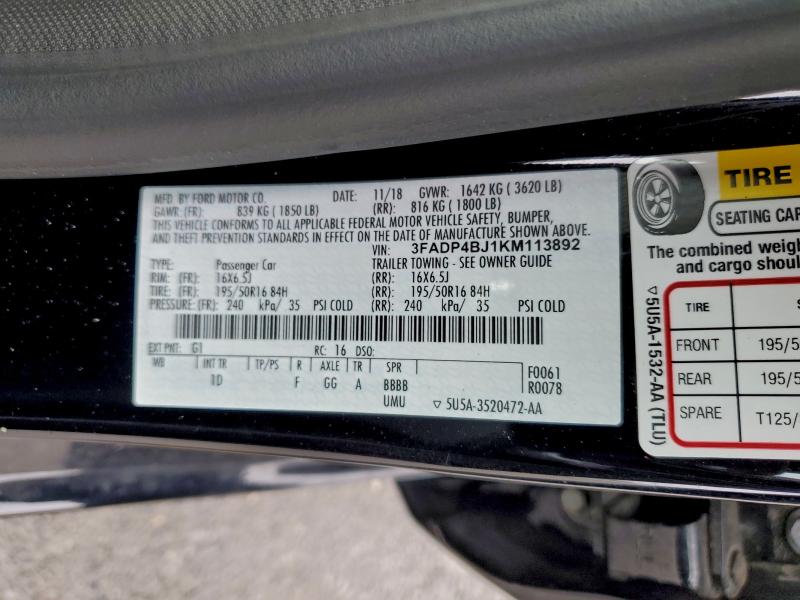 MFD. BY FORD MOTOR CO. DATE: 11/18 GVWR: 1642 KG ( 3620 LB)
GAWR: (FR): 839 KG ( 1850 LB) (RR): 816 KG ( 1800 LB)
THIS VEHICLE CONFORMS TO ALL APPLICABLE FEDERAL MOTOR VEHICLE SAFETY, BUMPER,
AND THEFT PREVENTION STANDARDS IN EFFECT ON THE DATE OF MANUFACTURE SHOWN ABOVE.
VIN: 3FADP4BJ1KM113892
TYPE: Passenger Car TRAILER TOWING - SEE OWNER GUIDE
RIM: (FR): 16X6.5J (RR): 16X6.5J
TIRE: (FR): 195/50R16 84H (RR): 195/50R16 84H
PRESSURE: (FR): 240 kPa/ 35 PSI COLD (RR): 240 kPa/ 35 PSI COLD
EXT PNT: G1 RC: 16 DSO:
WB INT TR TP/PS R AXLE TR SPR F0061
1D F GG A BBBB R0078
UMU ▽ 5U5A-3520472-AA
TIRE
SEATING CAP
The combined weigh
and cargo shoul
▽ 5U5A-1532-AA (TLU)
TIRE S
FRONT 195/5
REAR 195/5
SPARE T125/